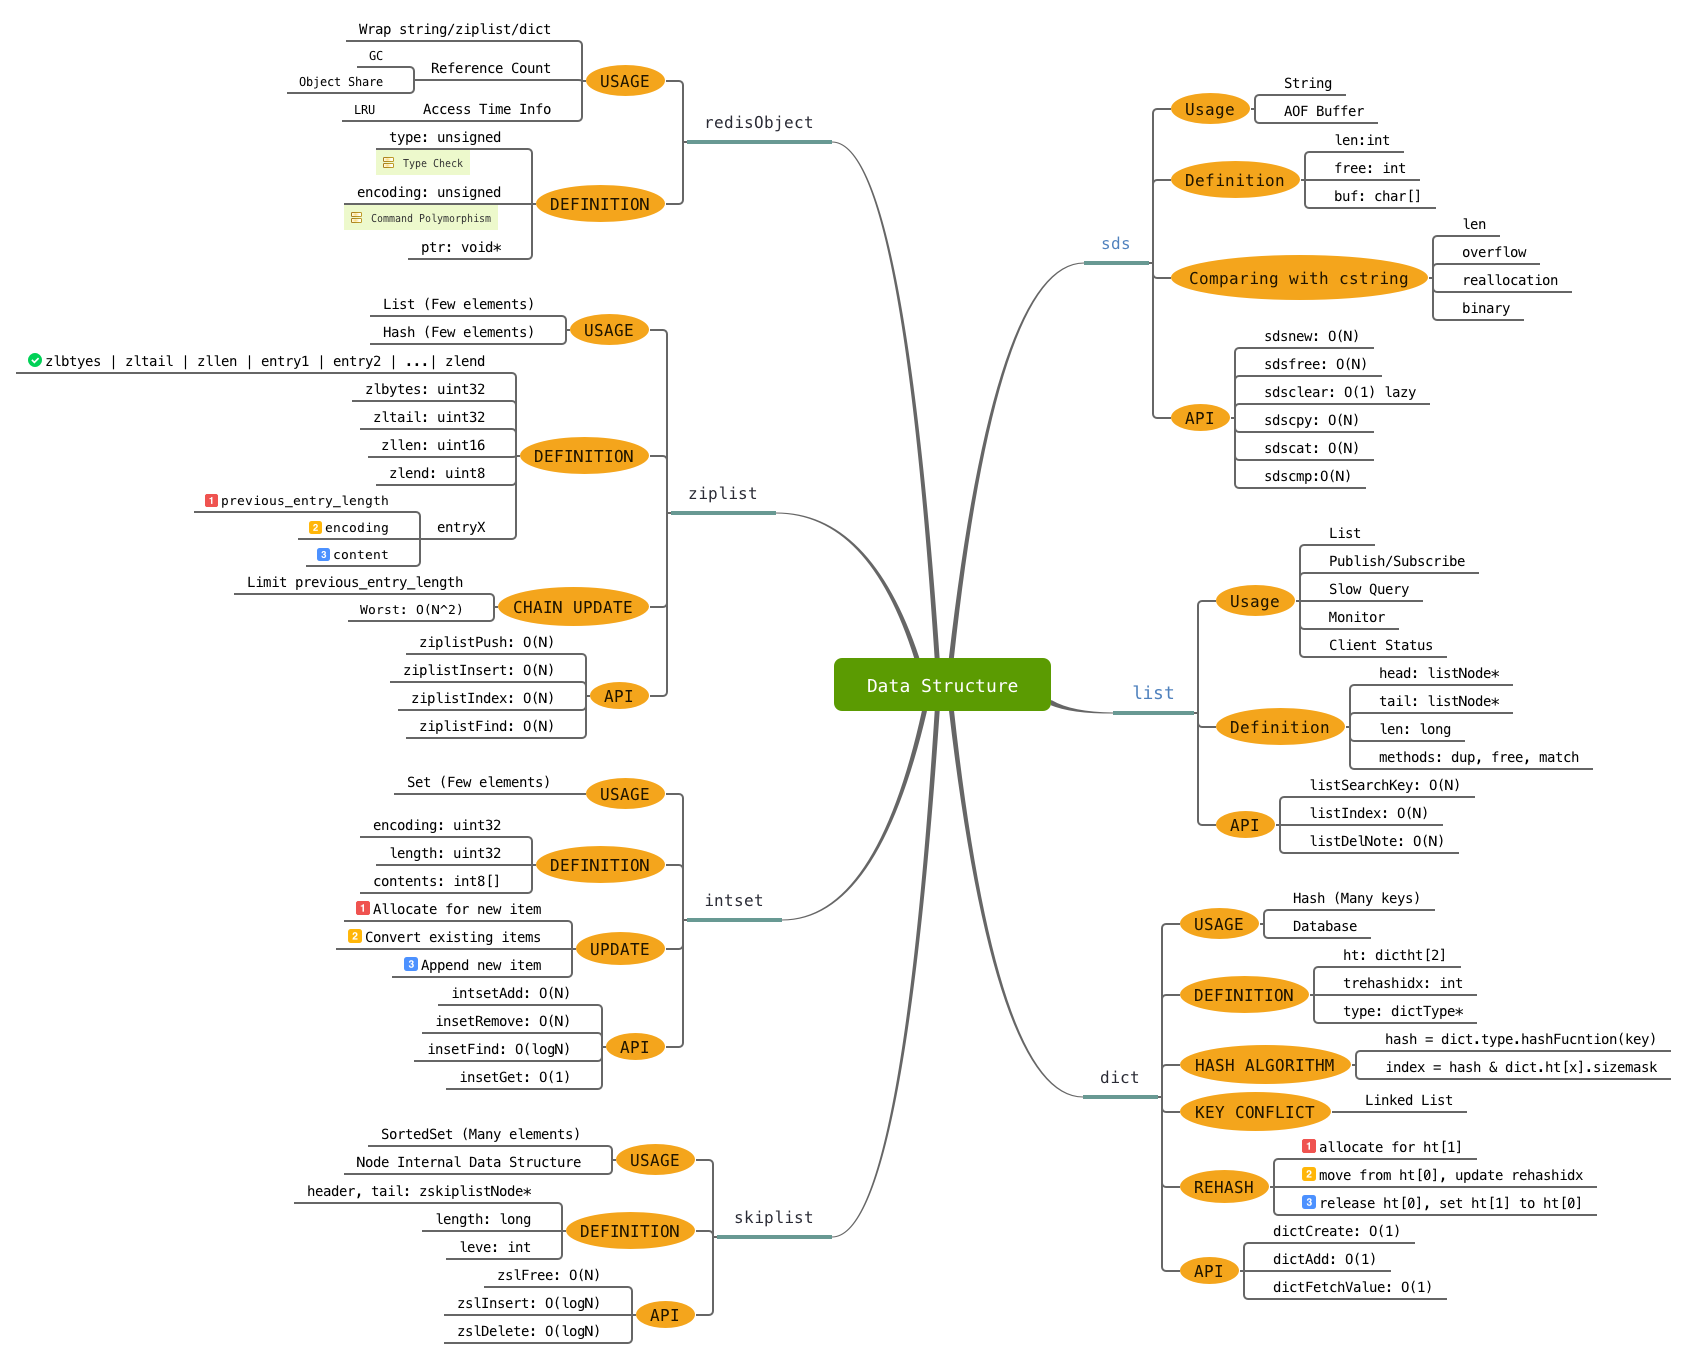 Data Structure
redisObject
USAGE
Wrap string/ziplist/dict
Reference Count
GC
Object Share
Access Time Info
LRU
DEFINITION
type: unsigned
Type Check
encoding: unsigned
Command Polymorphism
ptr: void*
ziplist
USAGE
List (Few elements)
Hash (Few elements)
DEFINITION
zlbtyes | zltail | zllen | entry1 | entry2 | ...| zlend
zlbytes: uint32
zltail: uint32
zllen: uint16
zlend: uint8
entryX
1 previous_entry_length
2 encoding
3 content
CHAIN UPDATE
Limit previous_entry_length
Worst: O(N^2)
API
ziplistPush: O(N)
ziplistInsert: O(N)
ziplistIndex: O(N)
ziplistFind: O(N)
intset
USAGE
Set (Few elements)
DEFINITION
encoding: uint32
length: uint32
contents: int8[]
UPDATE
1 Allocate for new item
2 Convert existing items
3 Append new item
API
intsetAdd: O(N)
insetRemove: O(N)
insetFind: O(logN)
insetGet: O(1)
skiplist
USAGE
SortedSet (Many elements)
Node Internal Data Structure
DEFINITION
header, tail: zskiplistNode*
length: long
leve: int
API
zslFree: O(N)
zslInsert: O(logN)
zslDelete: O(logN)
sds
Usage
String
AOF Buffer
Definition
len:int
free: int
buf: char[]
Comparing with cstring
len
overflow
reallocation
binary
API
sdsnew: O(N)
sdsfree: O(N)
sdsclear: O(1) lazy
sdscpy: O(N)
sdscat: O(N)
sdscmp:O(N)
list
Usage
List
Publish/Subscribe
Slow Query
Monitor
Client Status
Definition
head: listNode*
tail: listNode*
len: long
methods: dup, free, match
API
listSearchKey: O(N)
listIndex: O(N)
listDelNote: O(N)
dict
USAGE
Hash (Many keys)
Database
DEFINITION
ht: dictht[2]
trehashidx: int
type: dictType*
HASH ALGORITHM
hash = dict.type.hashFucntion(key)
index = hash & dict.ht[x].sizemask
KEY CONFLICT
Linked List
REHASH
1 allocate for ht[1]
2 move from ht[0], update rehashidx
3 release ht[0], set ht[1] to ht[0]
API
dictCreate: O(1)
dictAdd: O(1)
dictFetchValue: O(1)